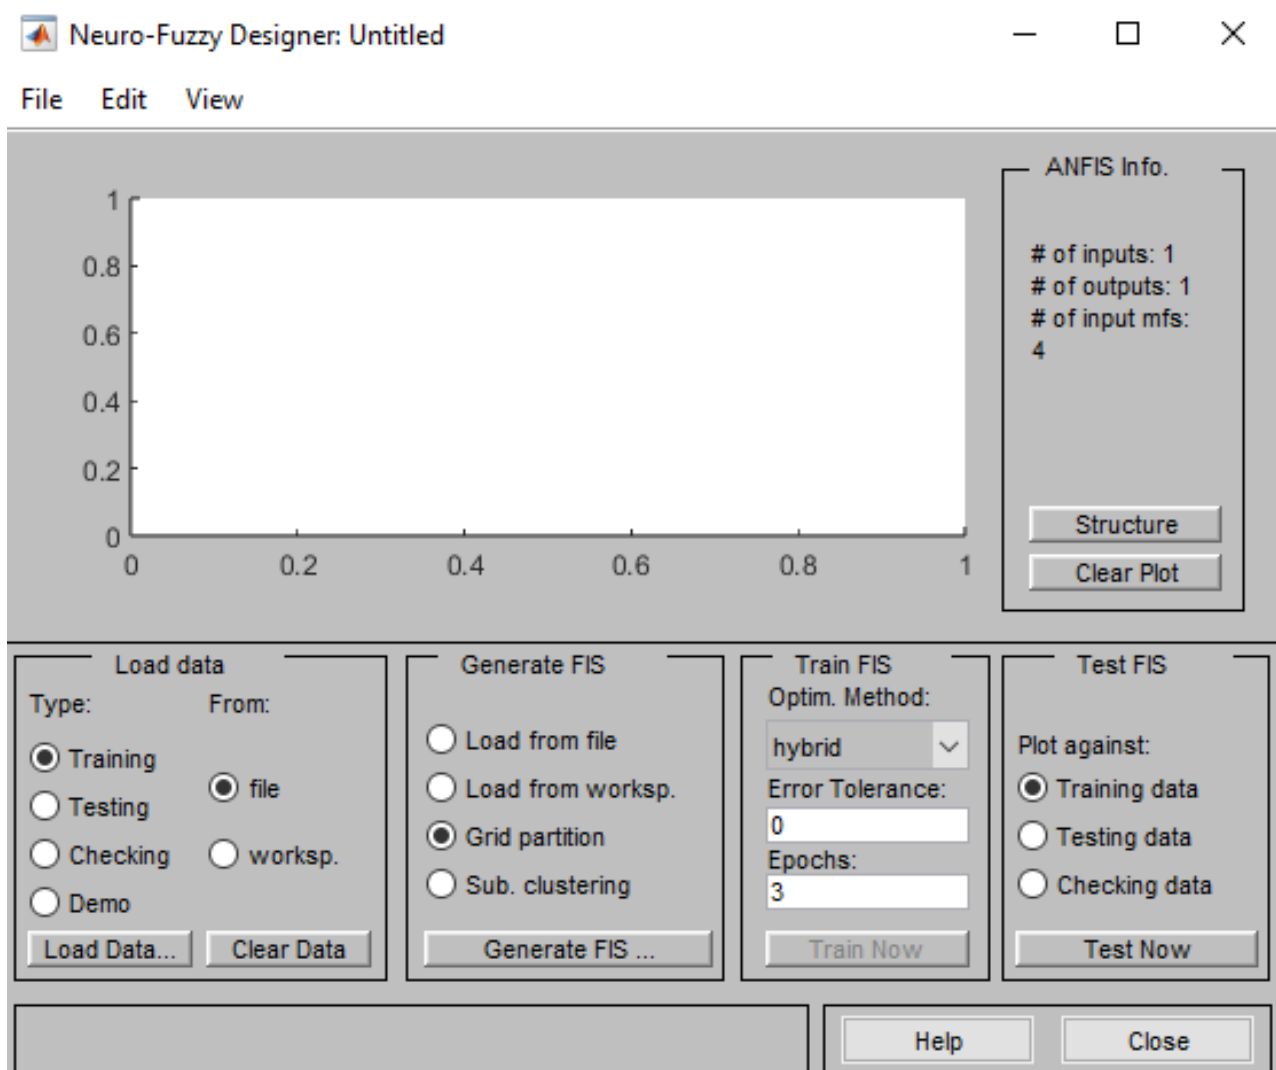 Neuro-Fuzzy Designer: Untitled
File Edit View
ANFIS Info.
1
0.8
0.6
0.4
0.2
0
0 0.2 0.4 0.6 0.8 1
# of inputs: 1
# of outputs: 1
# of input mfs:
4
Structure
Clear Plot
Load data
Type: From:
Training
file
Testing
Checking
worksp.
Demo
Load Data... Clear Data
Generate FIS
Load from file
Load from worksp.
Grid partition
Sub. clustering
Generate FIS ...
Train FIS
Optim. Method:
hybrid
Error Tolerance:
0
Epochs:
3
Train Now
Test FIS
Plot against:
Training data
Testing data
Checking data
Test Now
Help Close